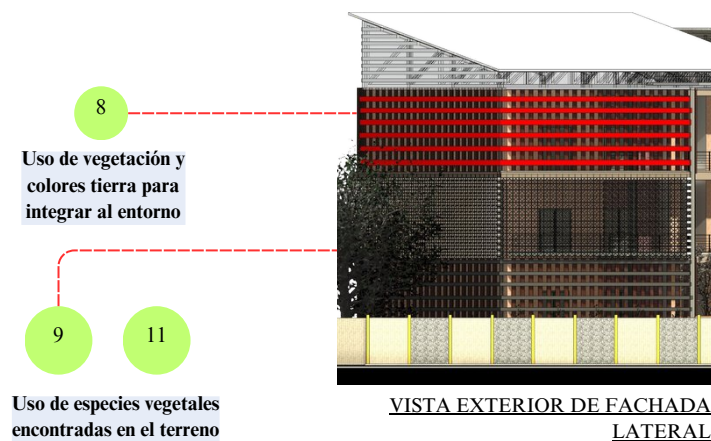 8
Uso de vegetación y
colores tierra para
integrar al entorno
9
11
Uso de especies vegetales
encontradas en el terreno
VISTA EXTERIOR DE FACHADA
LATERAL